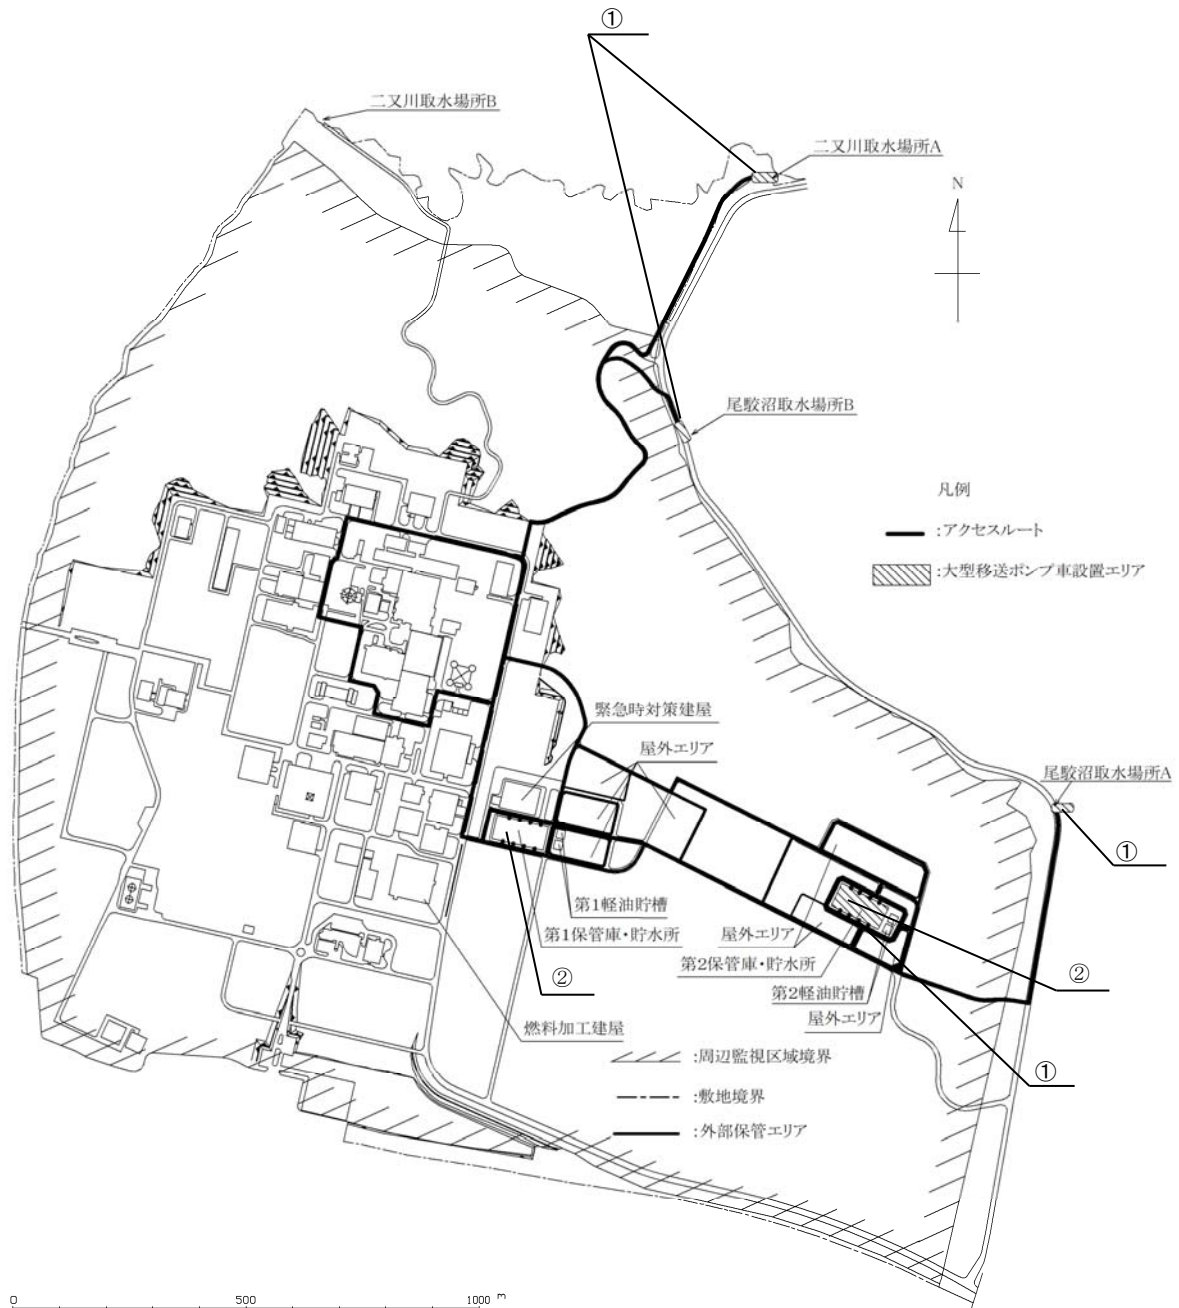 ①
二又川取水場所B
二又川取水場所A
N
尾駮沼取水場所B
凡例
:アクセスルート
:大型移送ポンプ車設置エリア
緊急時対策建屋
屋外エリア
尾駮沼取水場所A
①
第1軽油貯槽
第1保管庫・貯水所
屋外エリア
第2保管庫・貯水所
②
②
第2軽油貯槽
屋外エリア
燃料加工建屋
①
:周辺監視区域境界
:敷地境界
:外部保管エリア
0 500 1000 m